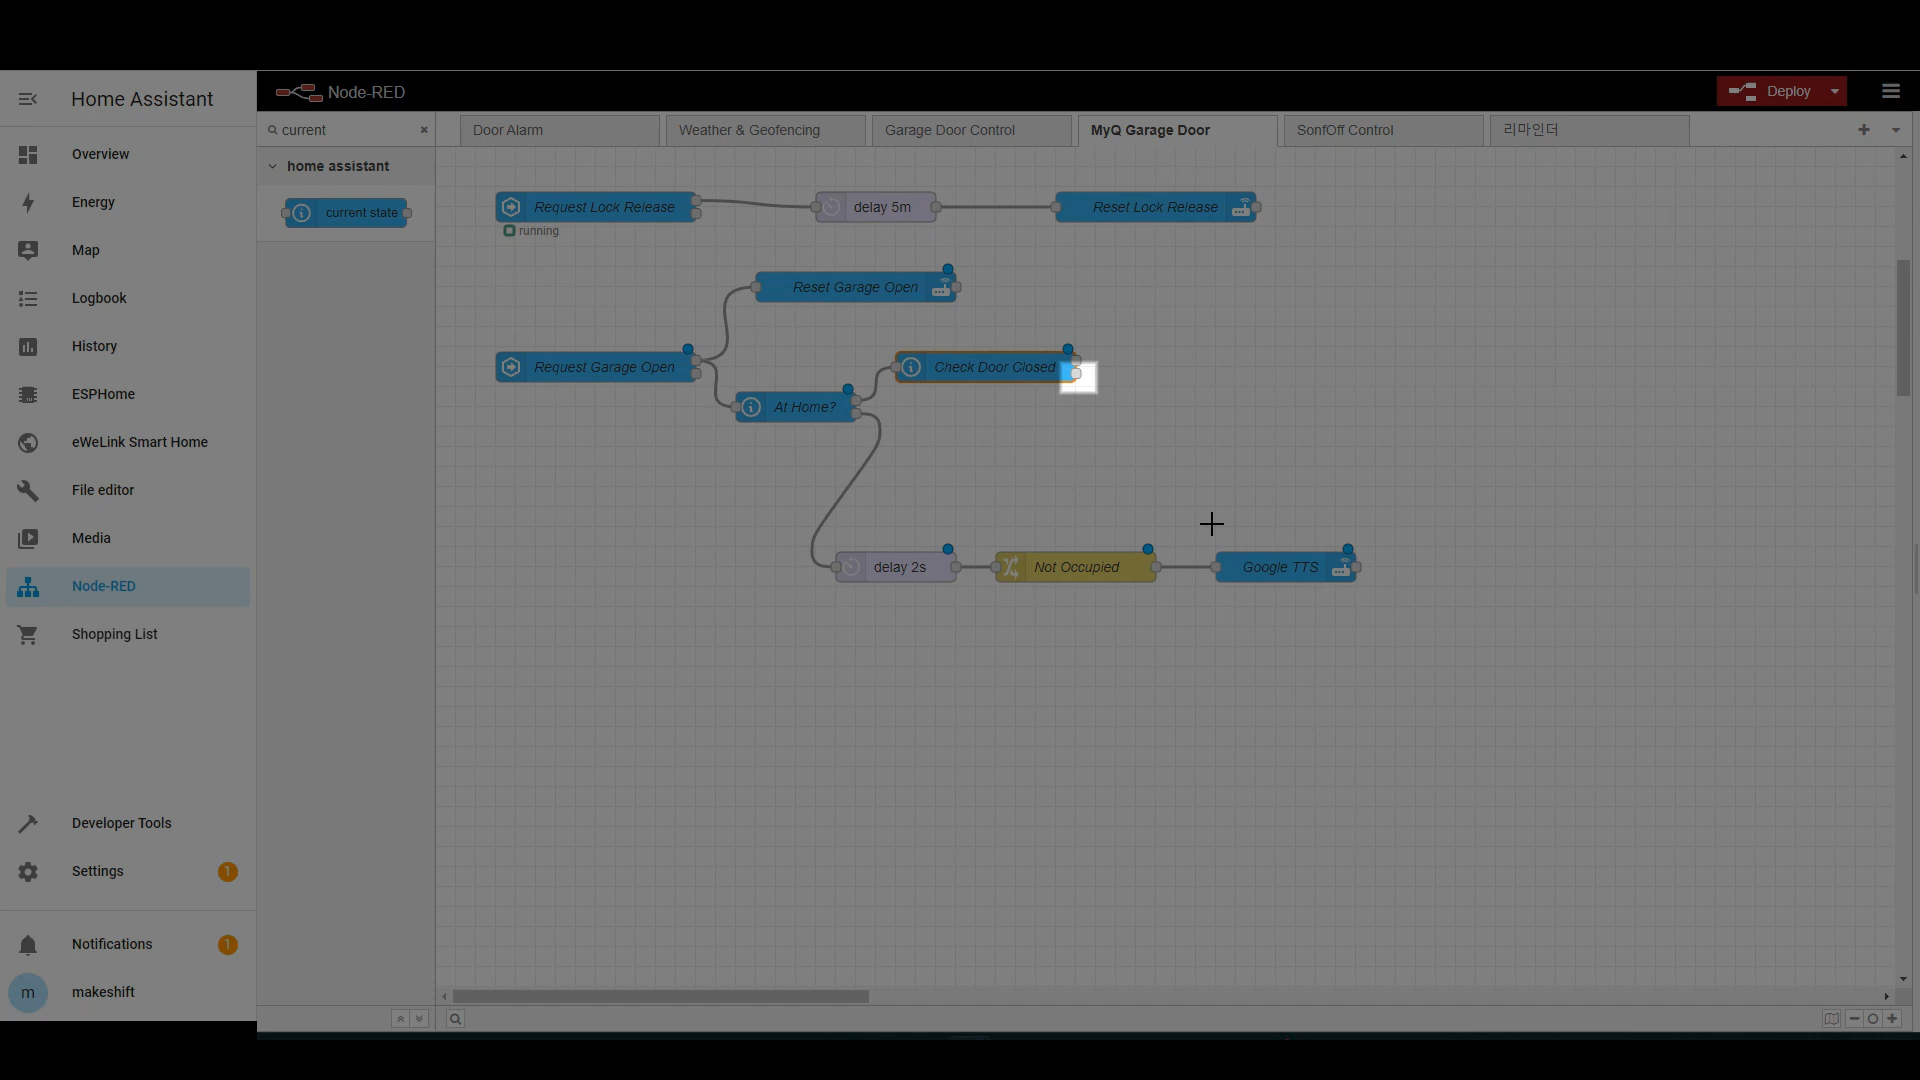 Home Assistant
Node-RED
Deploy
current
Door Alarm
Weather & Geofencing
Garage Door Control
MyQ Garage Door
SonfOff Control
리마인더
home assistant
current state
Overview
Energy
Map
Logbook
History
ESPHome
eWeLink Smart Home
File editor
Media
Node-RED
Shopping List
Developer Tools
Settings
1
Notifications
1
m
makeshift
Request Lock Release
running
delay 5m
Reset Lock Release
Reset Garage Open
Request Garage Open
Check Door Closed
At Home?
delay 2s
Not Occupied
Google TTS